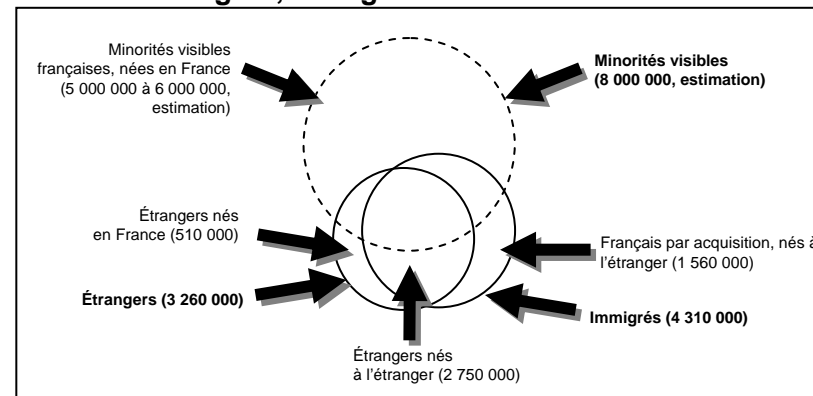 Minorités visibles
françaises, nées en France
(5 000 000 à 6 000 000,
estimation)
Minorités visibles
(8 000 000, estimation)
Étrangers nés
en France (510 000)
Français par acquisition, nés à
l'étranger (1 560 000)
Étrangers (3 260 000)
Immigrés (4 310 000)
Étrangers nés
à l'étranger (2 750 000)